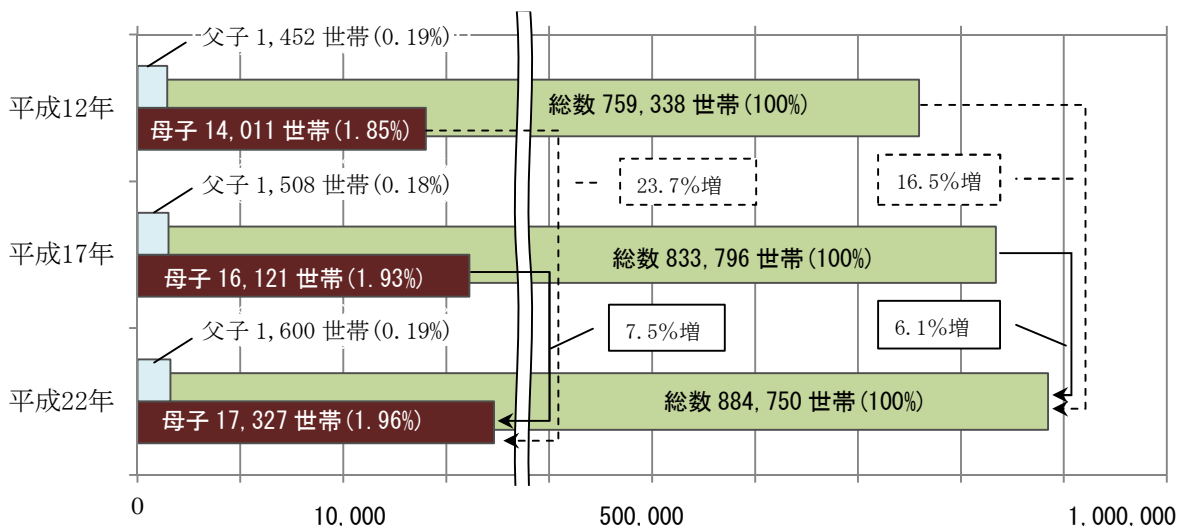 父子 1,452 世帯(0.19%)
平成12年
総数 759,338 世帯(100%)
母子 14,011 世帯(1.85%)
父子 1,508 世帯(0.18%)
23.7%増
16.5%増
平成17年
総数 833,796 世帯(100%)
母子 16,121 世帯(1.93%)
父子 1,600 世帯(0.19%)
7.5%増
6.1%増
平成22年
総数 884,750 世帯(100%)
母子 17,327 世帯(1.96%)
0
10,000
500,000
1,000,000